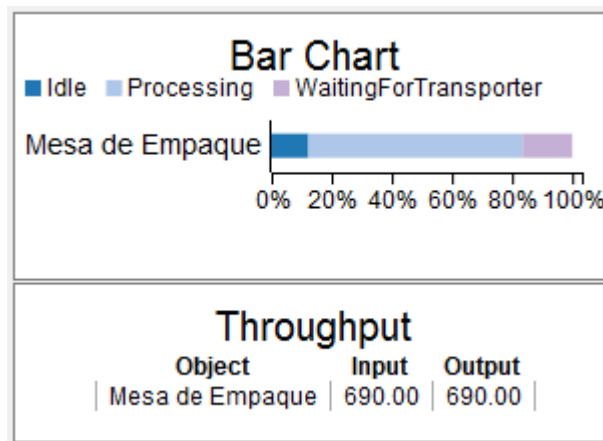 Bar Chart
Idle Processing WaitingForTransporter
Mesa de Empaque
0% 20% 40% 60% 80% 100%
Throughput
Object Input Output
Mesa de Empaque 690.00 690.00